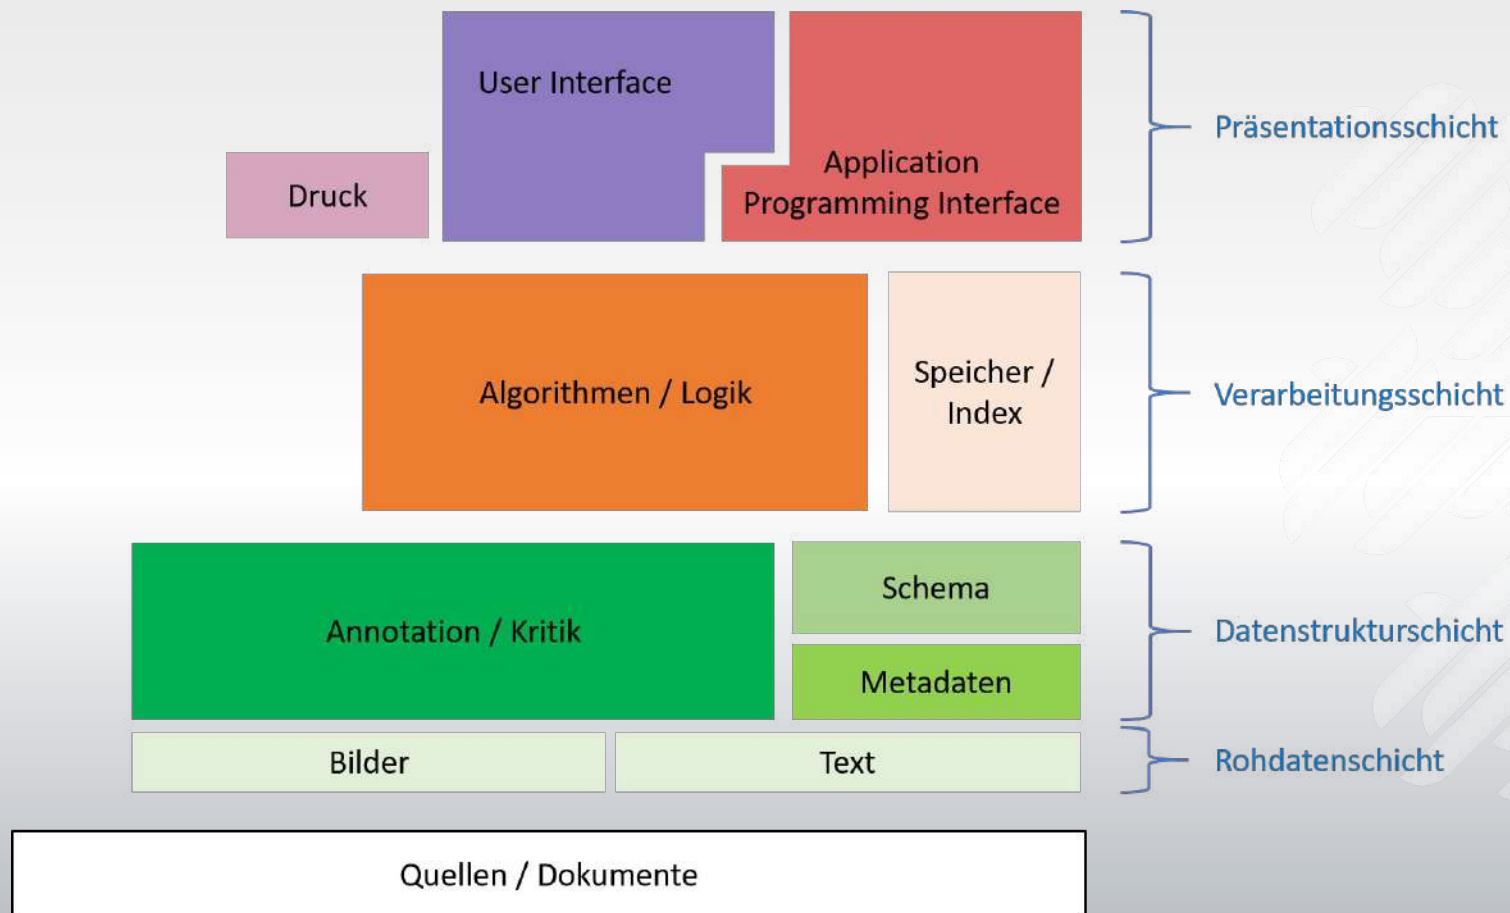 User Interface
Application
Programming Interface
Druck
Präsentationsschicht
Algorithmen / Logik
Speicher /
Index
Verarbeitungsschicht
Annotation / Kritik
Schema
Metadaten
Datenstrukturschicht
Bilder
Text
Rohdatenschicht
Quellen / Dokumente